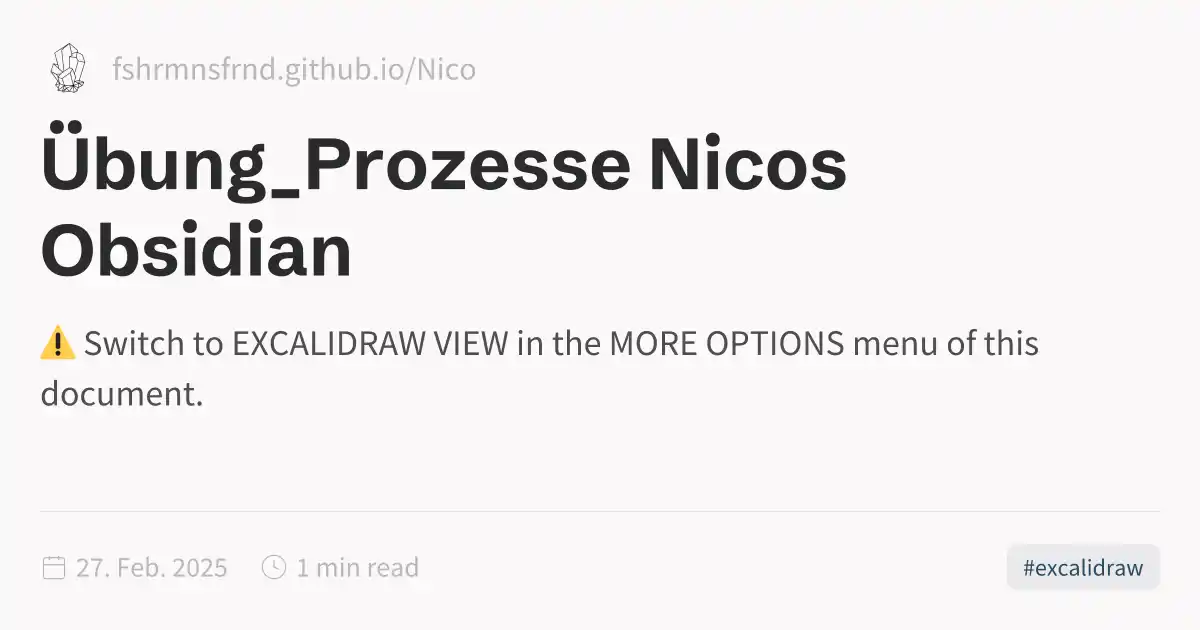 fshrmnsfrnd.github.io/Nico
Übung_Prozesse Nicos
Obsidian
⚠️ Switch to EXCALIDRAW VIEW in the MORE OPTIONS menu of this
document.
27. Feb. 2025 1 min read
#excalidraw